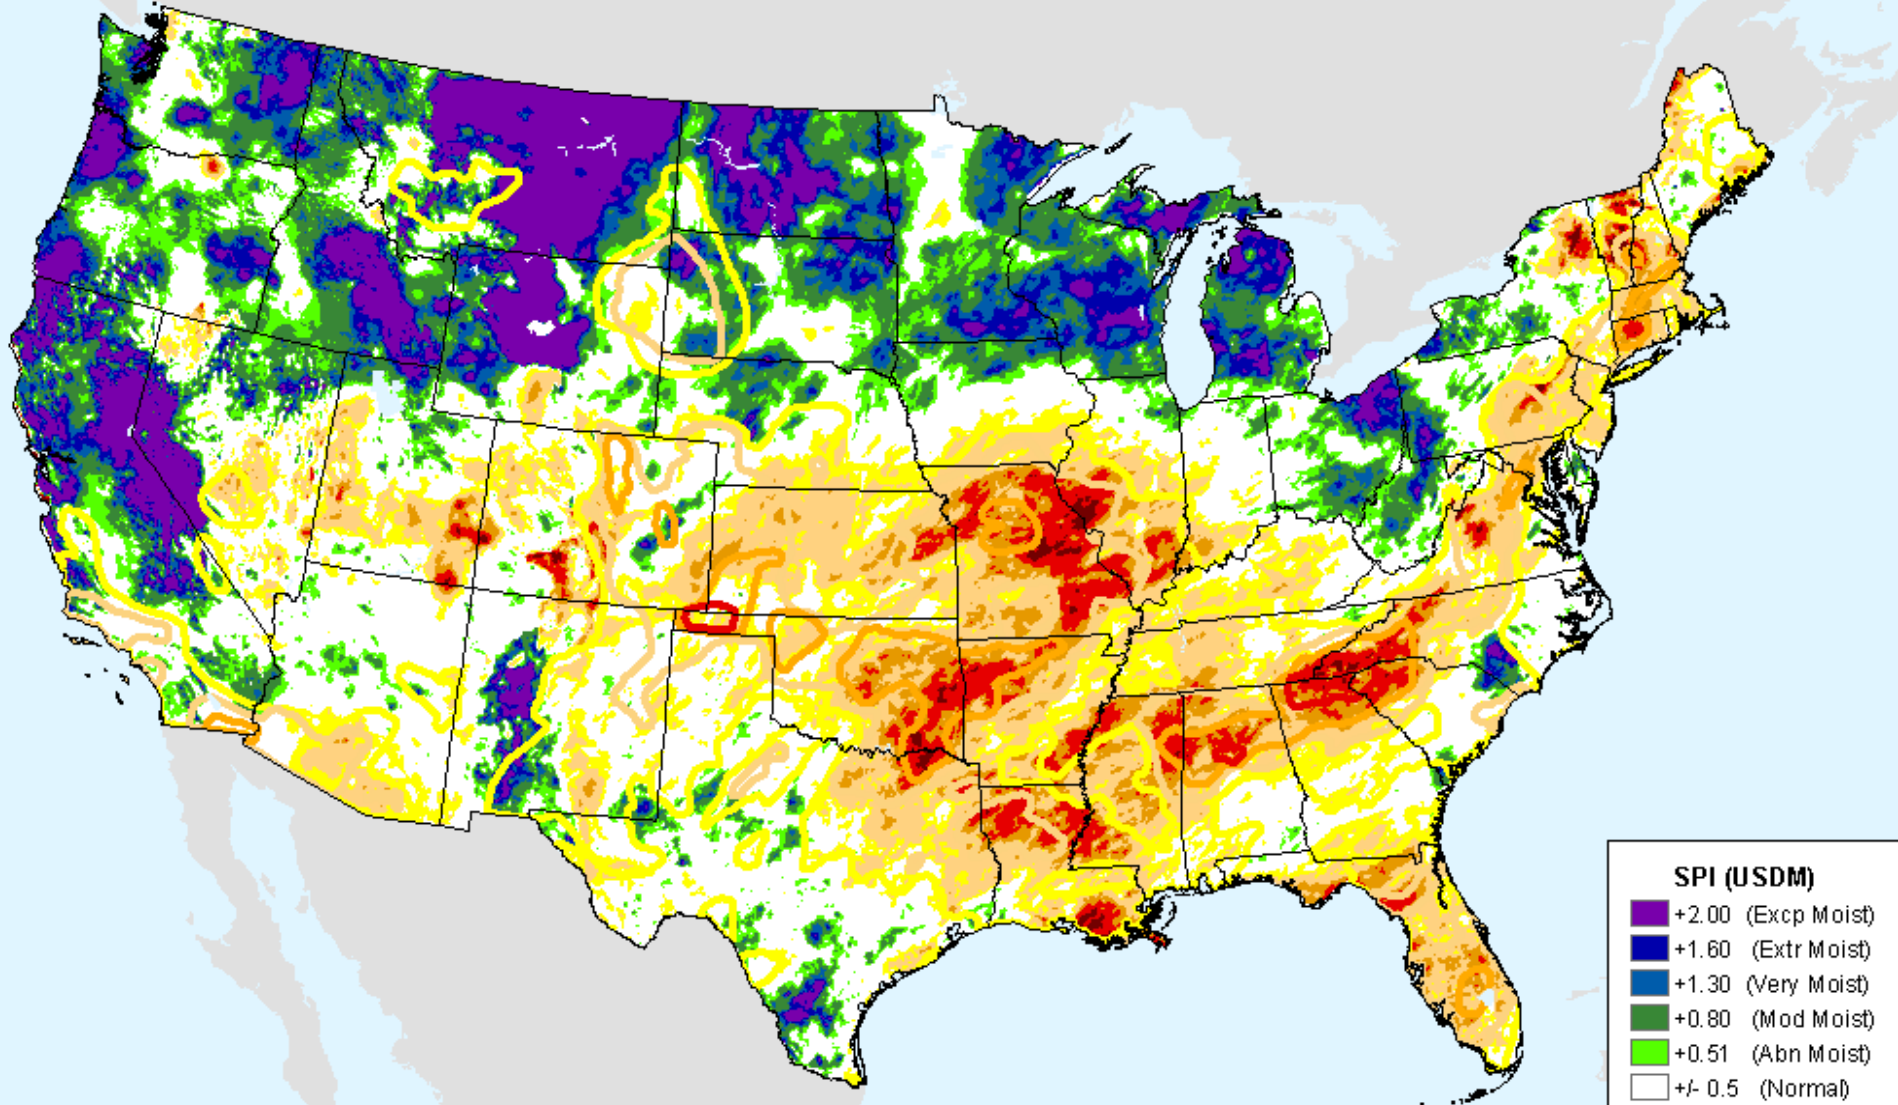 SPI (USDM)
+2.00 (Excp Moist)
+1.60 (Extr Moist)
+1.30 (Very Moist)
+0.80 (Mod Moist)
+0.51 (Abn Moist)
+/- 0.5 (Normal)